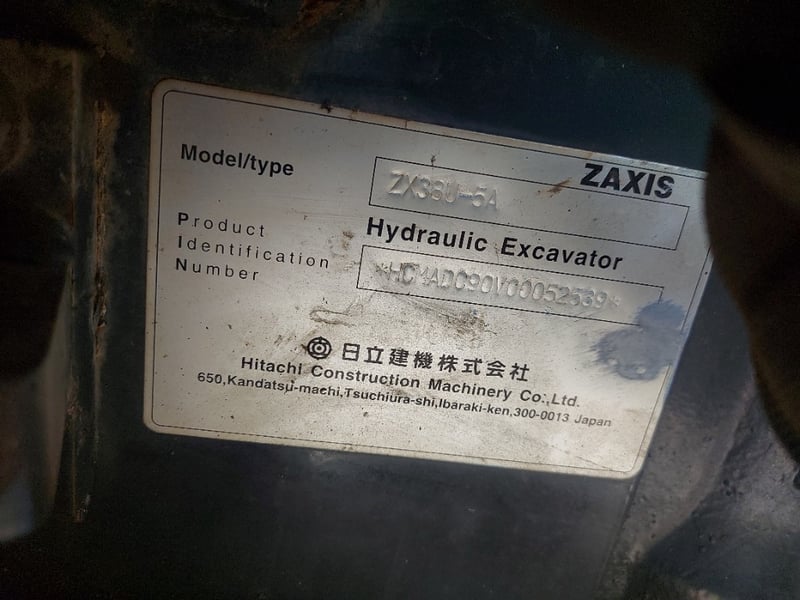 ZAXIS
Model/type ZX38U-5A
Hydraulic Excavator
Product
Identification
Number *HCMADC90V00052539*
日立建機株式会社
Hitachi Construction Machinery Co.,Ltd.
650,Kandatsu-machi,Tsuchiura-shi,Ibaraki-ken,300-0013 Japan